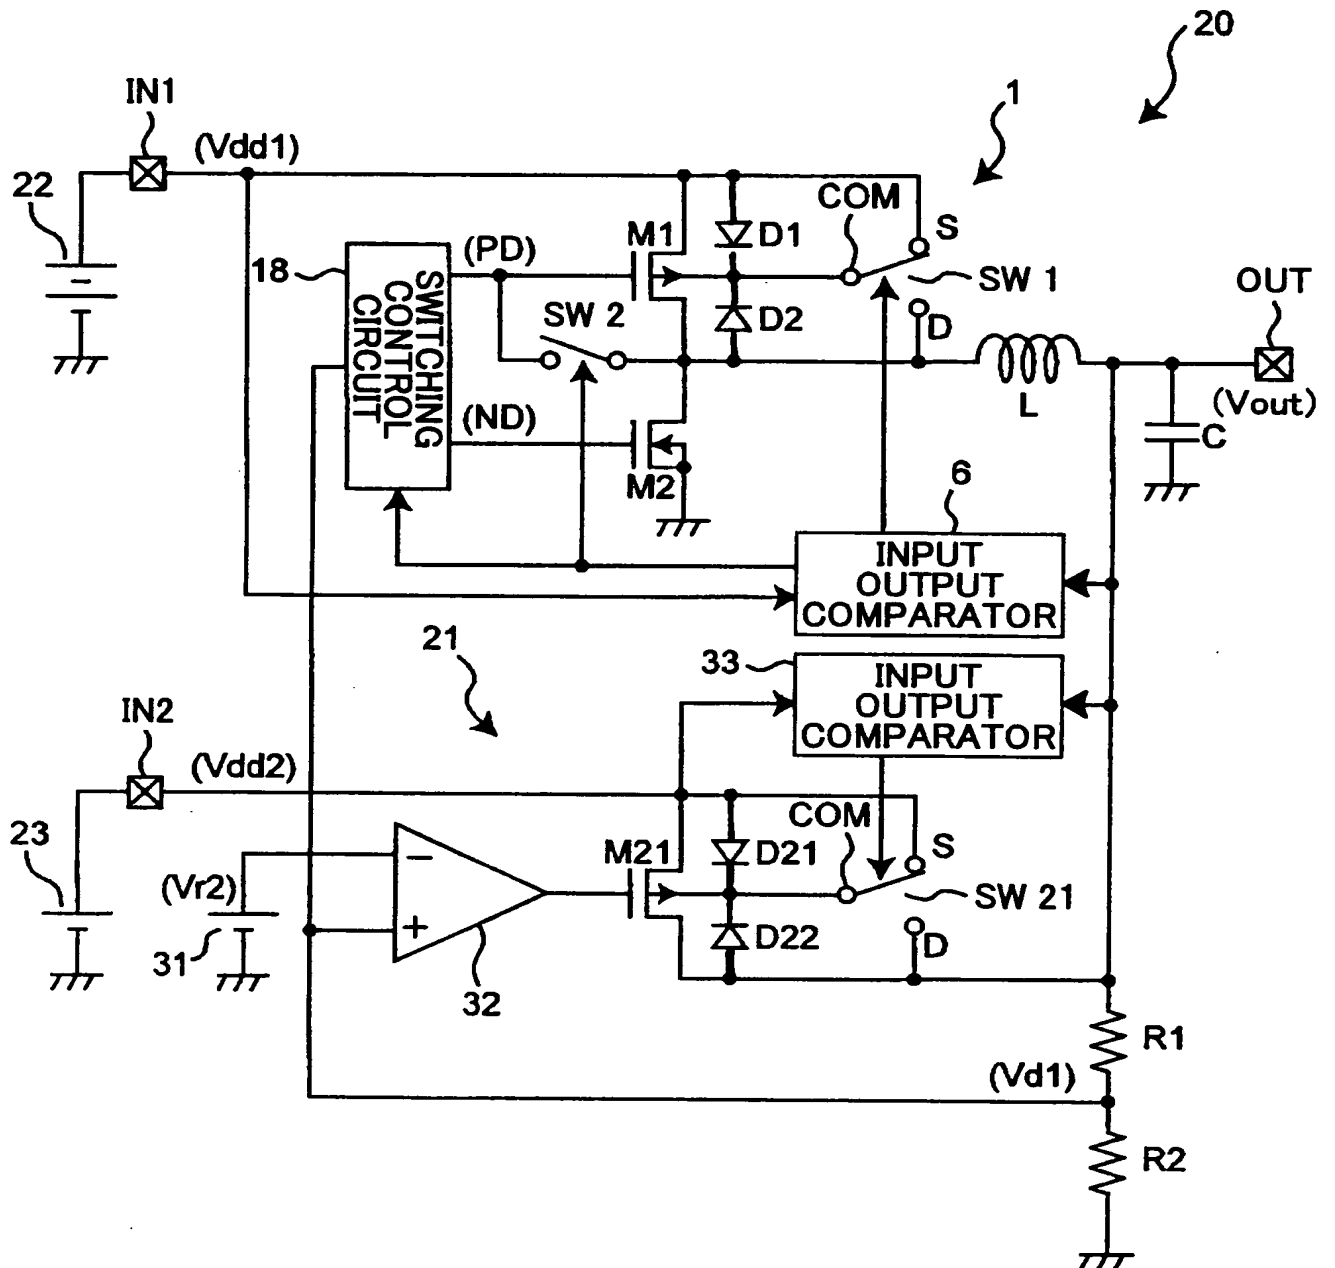 20
IN1
(Vdd1)
1
22
COM
S
M1
D1
SW 1
(PD)
18
SWITCHING
CONTROL
CIRCUIT
SW 2
D2
D
OUT
L
(Vout)
C
(ND)
M2
6
INPUT
OUTPUT
COMPARATOR
21
33
INPUT
OUTPUT
COMPARATOR
IN2
(Vdd2)
COM
S
23
M21
D21
SW 21
(Vr2)
−
+
D22
D
31
32
R1
(Vd1)
R2